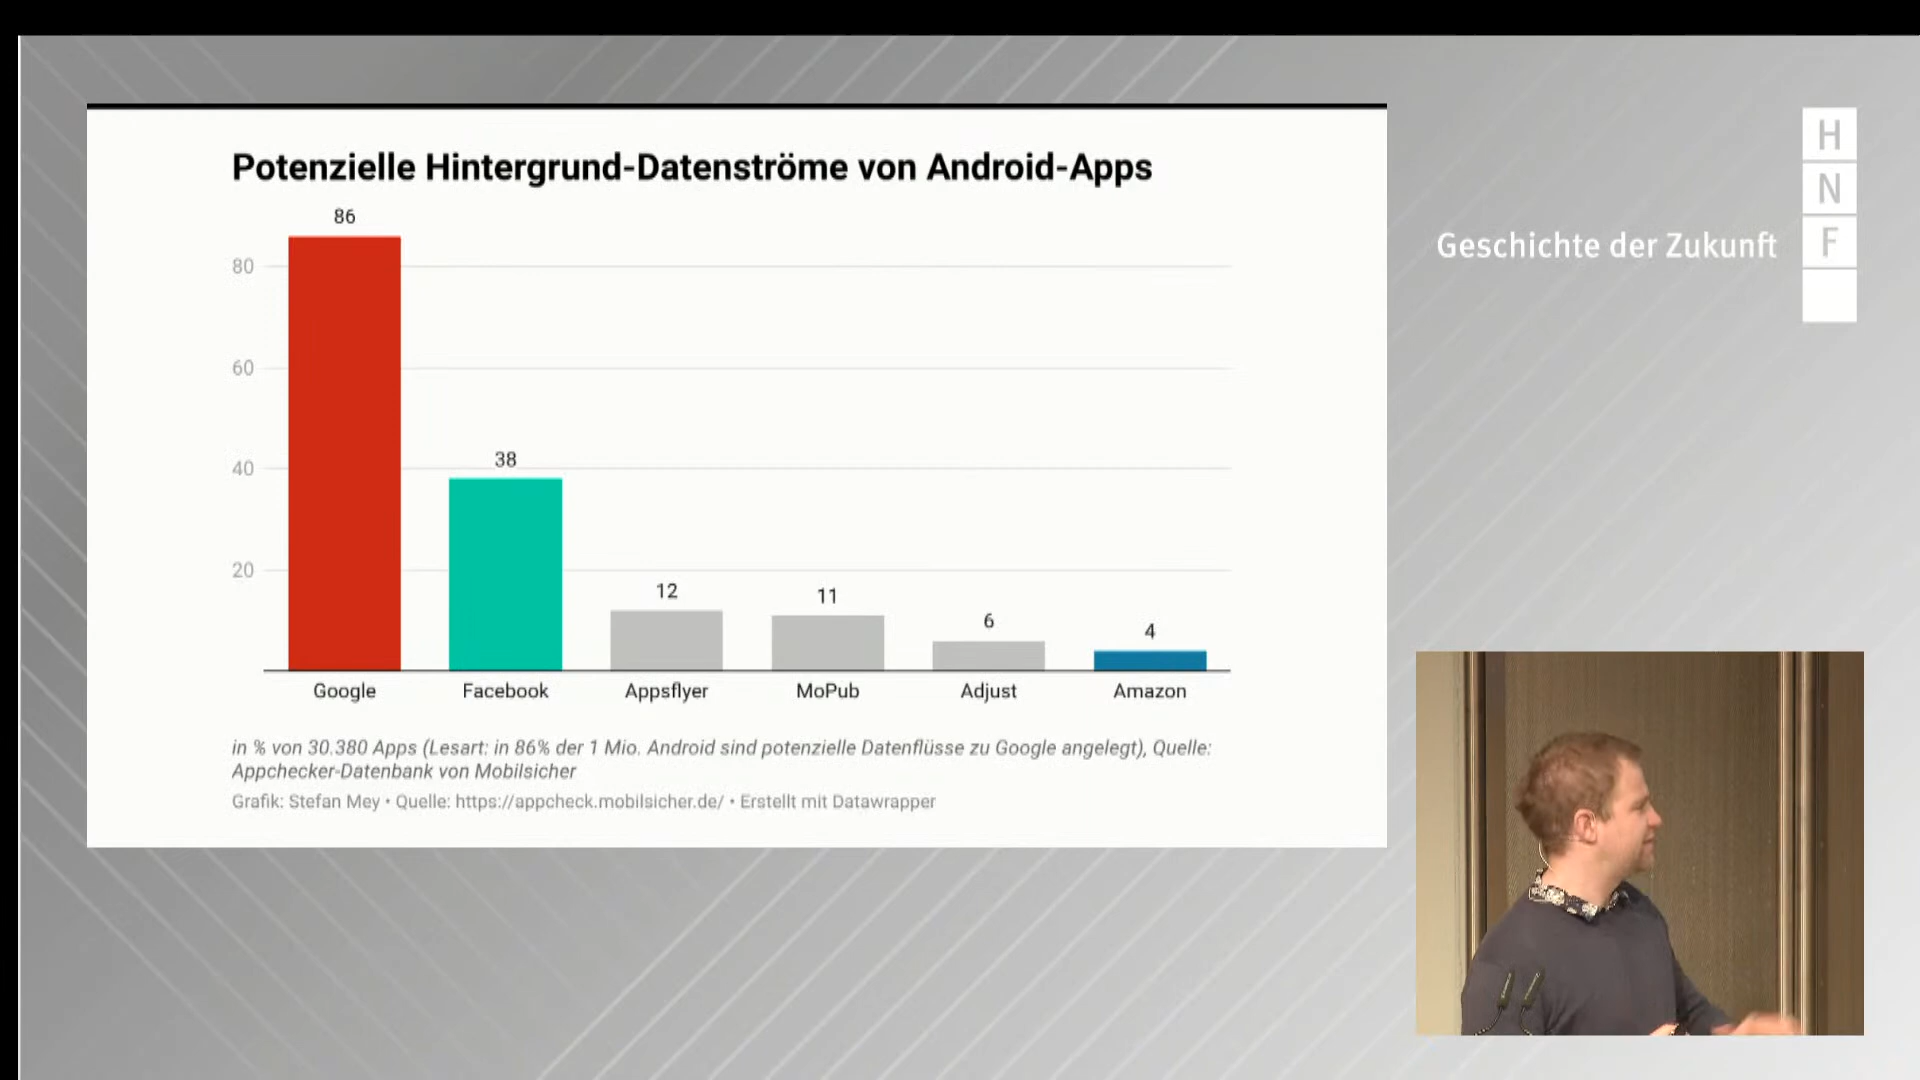 Potenzielle Hintergrund-Datenströme von Android-Apps
86
80
60
40
38
20
12
11
6
4
Google Facebook Appsflyer MoPub Adjust Amazon
in % von 30.380 Apps (Lesart: in 86% der 1 Mio. Android sind potenzielle Datenflüsse zu Google angelegt), Quelle:
Appchecker-Datenbank von Mobilsicher
Grafik: Stefan Mey • Quelle: https://appcheck.mobilsicher.de/ • Erstellt mit Datawrapper
H
N
Geschichte der Zukunft F